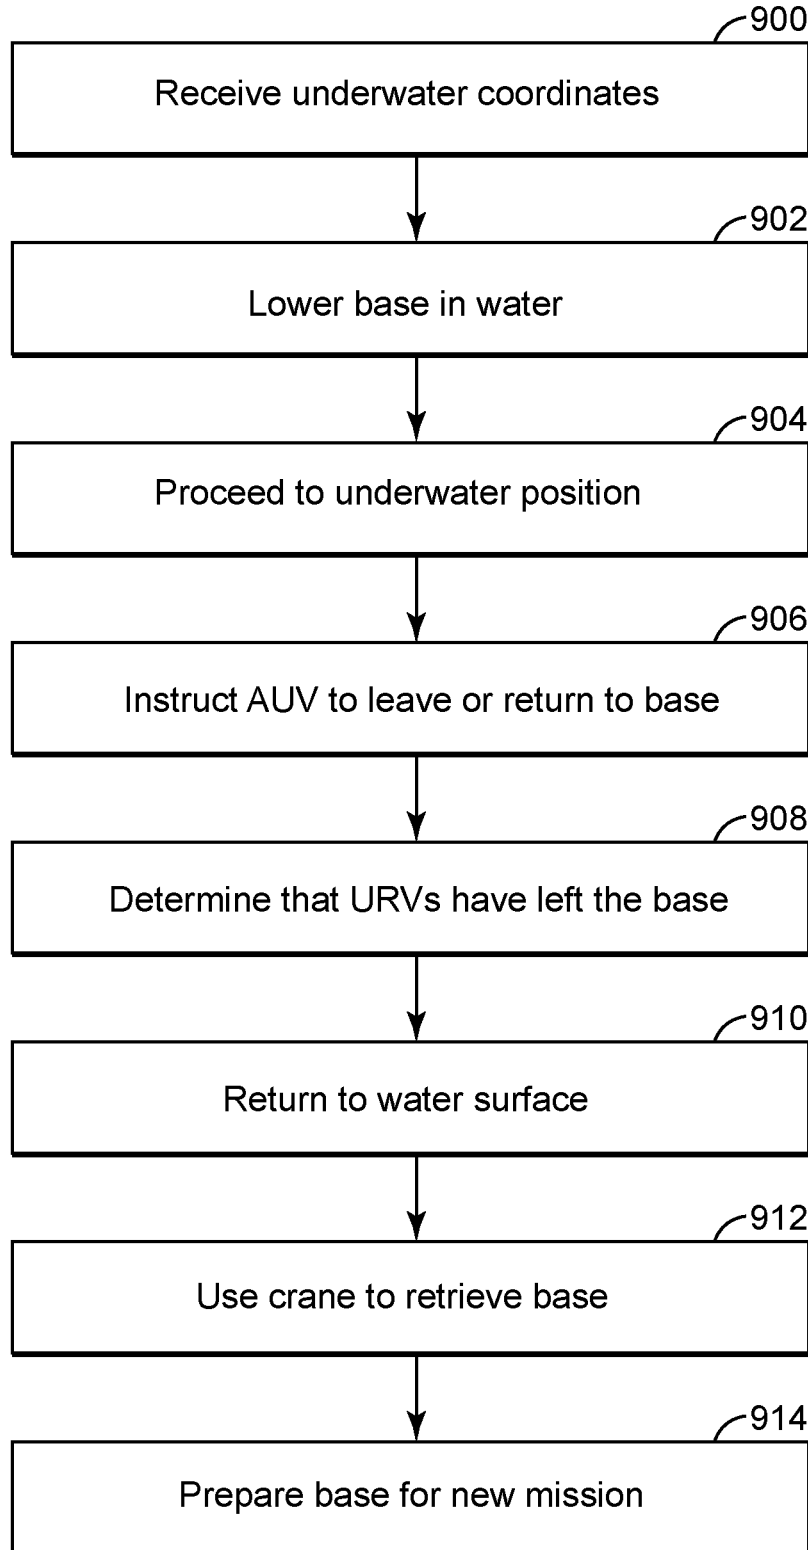 900
Receive underwater coordinates
902
Lower base in water
904
Proceed to underwater position
906
Instruct AUV to leave or return to base
908
Determine that URVs have left the base
910
Return to water surface
912
Use crane to retrieve base
914
Prepare base for new mission